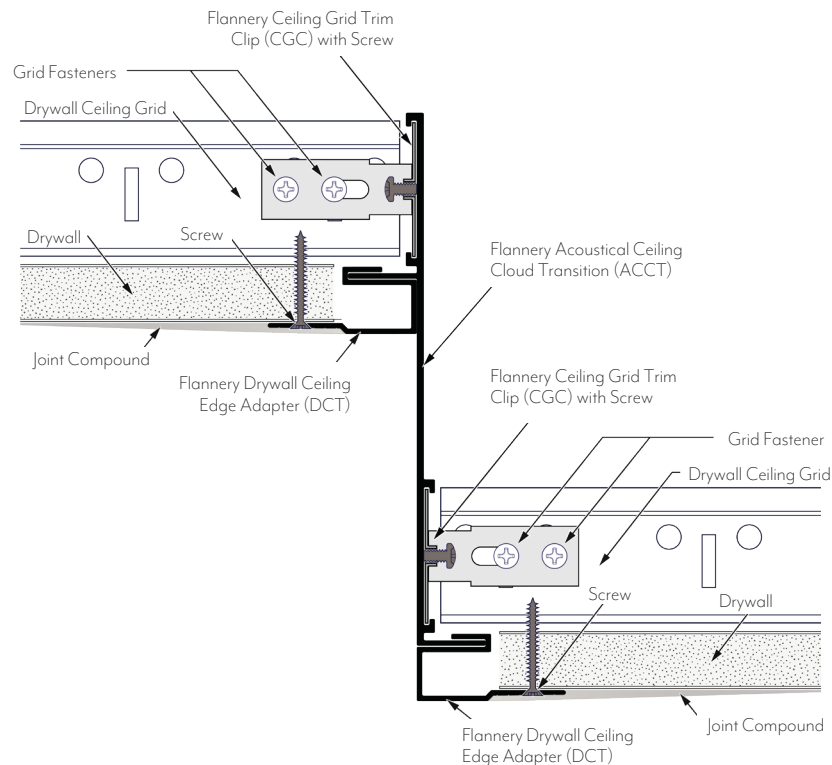 Flannery Ceiling Grid Trim
Clip (CGC) with Screw
Grid Fasteners
Drywall Ceiling Grid
Drywall
Screw
Joint Compound
Flannery Drywall Ceiling
Edge Adapter (DCT)
Flannery Acoustical Ceiling
Cloud Transition (ACCT)
Flannery Ceiling Grid Trim
Clip (CGC) with Screw
Grid Fastener
Drywall Ceiling Grid
Screw
Drywall
Joint Compound
Flannery Drywall Ceiling
Edge Adapter (DCT)